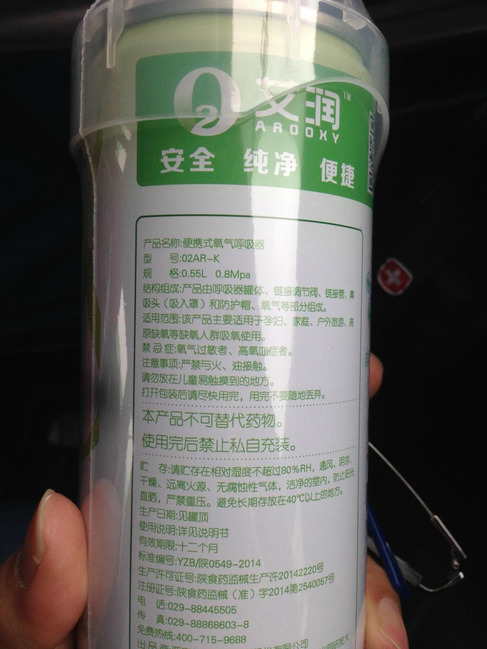 O2 艾润 TM
AROOXY
安全 纯净 便捷
产品名称:便携式氧气呼吸器
型 号:02AR-K
规 格:0.55L 0.8Mpa
结构组成:产品由呼吸器罐体、链接调节阀、链接管、鼻
吸头（吸入罩）和防护帽、氧气等部分组成。
适用范围:该产品主要适用于孕妇、家庭、户外旅游、高
原缺氧等缺氧人群吸氧使用。
禁忌症:氧气过敏者、高氧血症者。
注意事项:严禁与火、油接触。
请勿放在儿童易触摸到的地方。
打开包装后请尽快用完，用完不要随地丢弃。
本产品不可替代药物。
使用完后禁止私自充装。
贮 存:请贮存在相对湿度不超过80%RH，通风、阴凉、
干燥、远离火源、无腐蚀性气体，洁净的室内，防止阳光
直晒，严禁重压。避免长期存放在40℃以上的地方。
生产日期:见罐顶
使用说明:详见说明书
有效期限:十二个月
标准编号:YZB/陕0549-2014
生产许可证号:陕食药监械生产许20142220号
注册证号:陕食药监械（准）字2014第2540057号
电 话:029-88445505
传 真:029-88868603-8
免费热线:400-715-9688
出品商